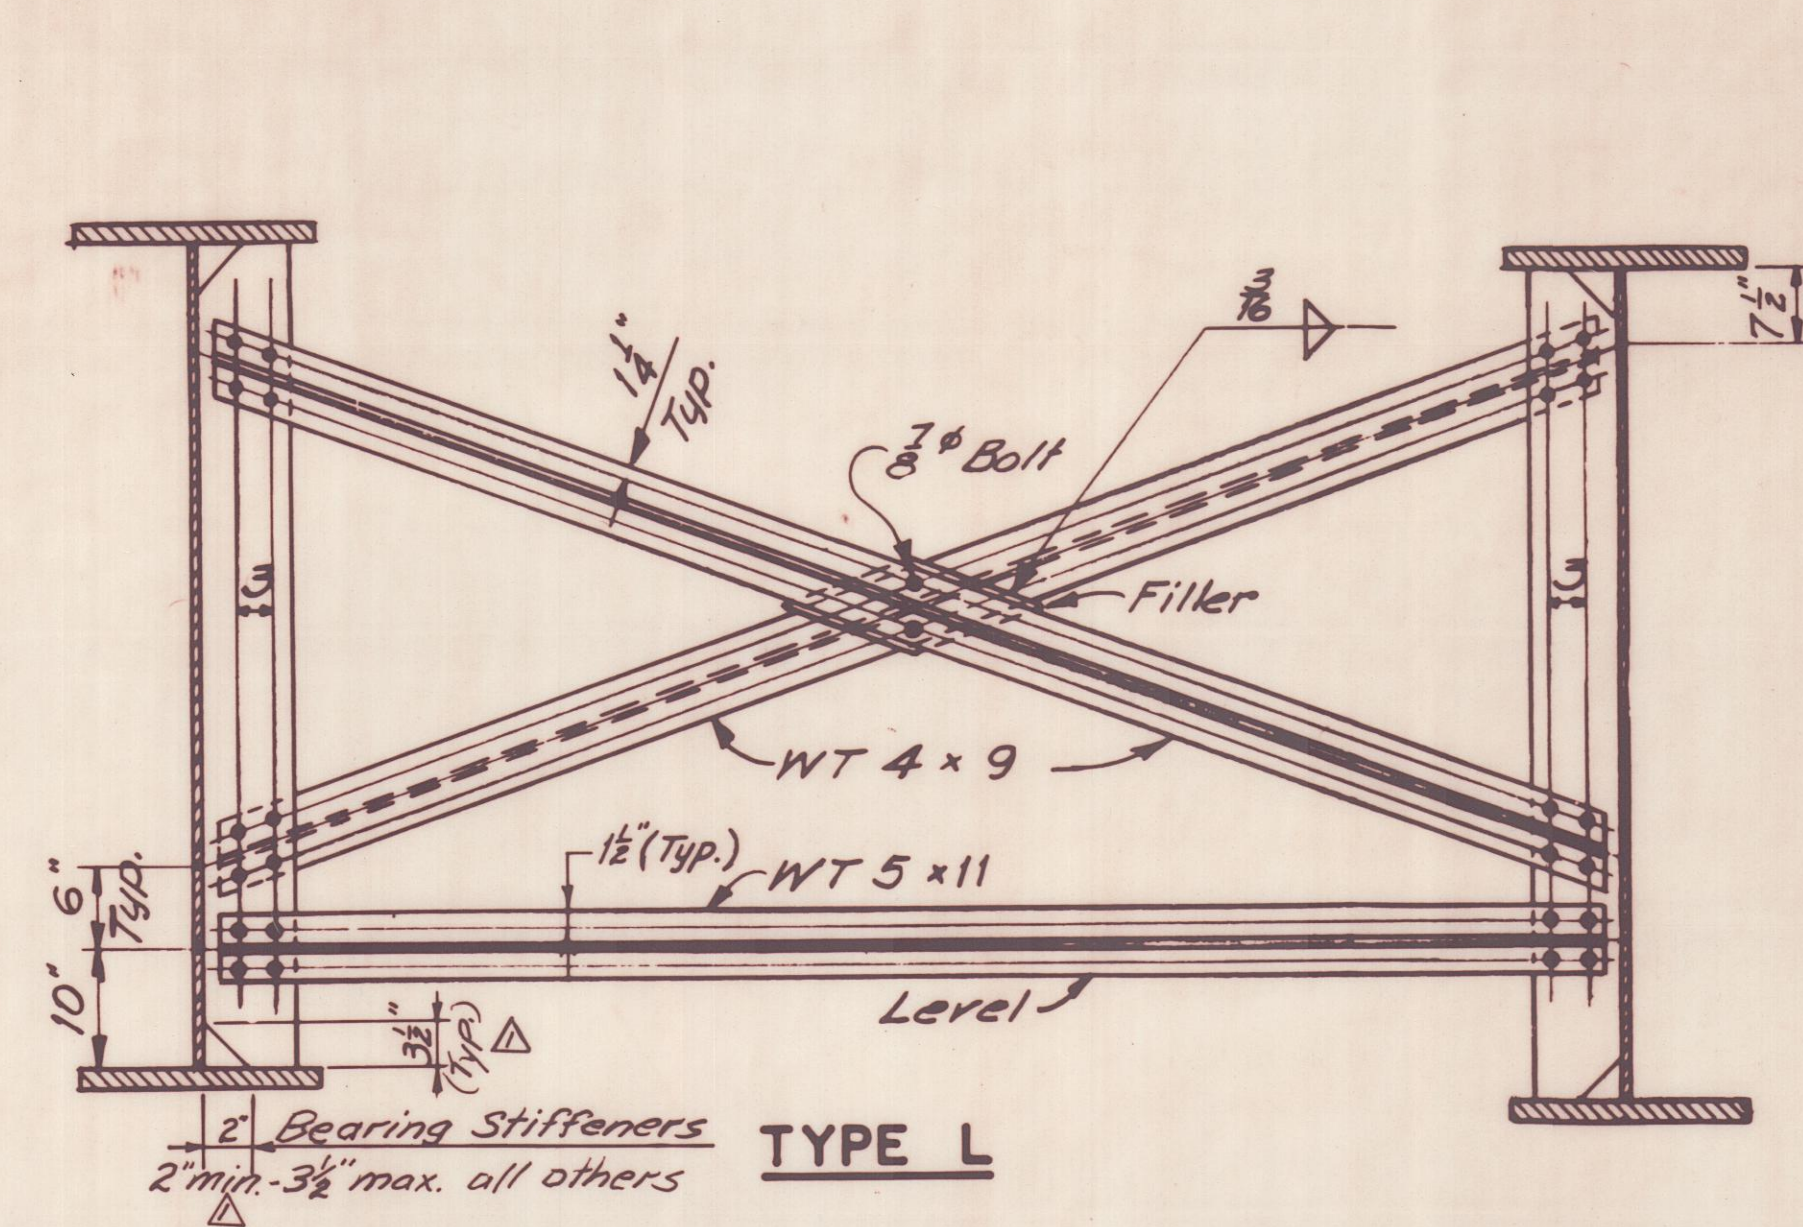 7 1/2"
3/16
1 1/4"
Typ.
7/8 φ Bolt
3
3
Filler
WT 4 x 9
1 1/2" (Typ.)
WT 5 x 11
6"
Typ.
10"
Level
3 1/2"
(Typ.)
1
2" Bearing Stiffeners
2" min. - 3 1/2" max. all others
1
TYPE L